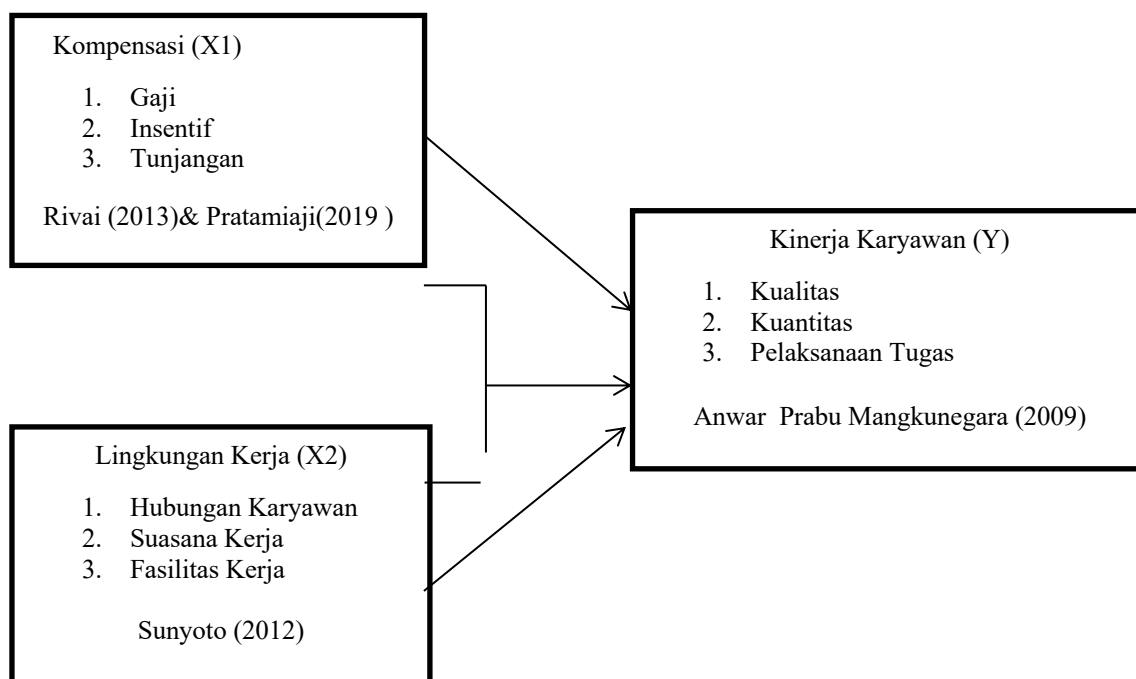 Kompensasi (X1)
1. Gaji
2. Insentif
3. Tunjangan
Rivai (2013)& Pratamiaji(2019 )
Kinerja Karyawan (Y)
1. Kualitas
2. Kuantitas
3. Pelaksanaan Tugas
Anwar  Prabu Mangkunegara (2009)
Lingkungan Kerja (X2)
1. Hubungan Karyawan
2. Suasana Kerja
3. Fasilitas Kerja
Sunyoto (2012)